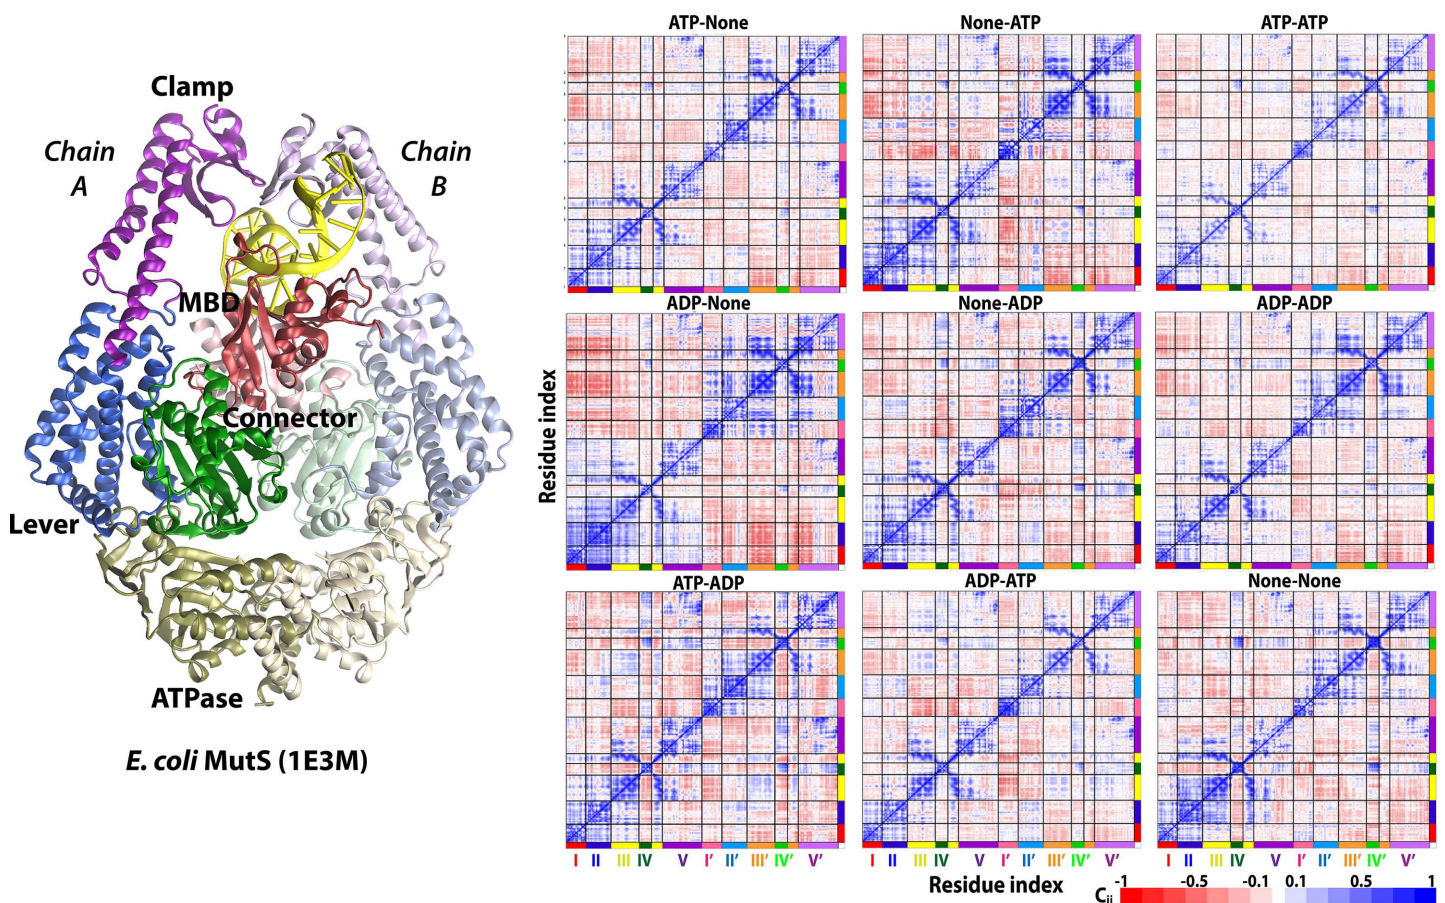 Clamp
Chain
A
Chain
B
MBD
Connector
Lever
ATPase
E. coli MutS (1E3M)
ATP-None
None-ATP
ATP-ATP
ADP-None
None-ADP
ADP-ADP
ATP-ADP
ADP-ATP
None-None
Residue index
I II III IV V I' II' III' IV' V'
I II III IV V I' II' III' IV' V'
I II III IV V I' II' III' IV' V'
Residue index
Cij
-1 -0.5 -0.1 0.1 0.5 1